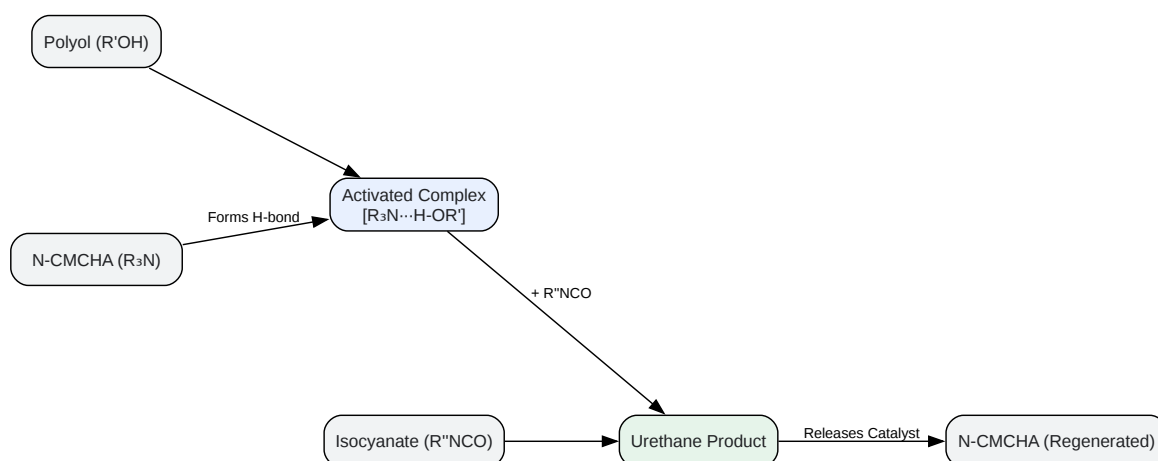 Polyol (R'OH)
Activated Complex
[R₃N···H-OR']
Forms H-bond
N-CMCHA (R₃N)
+ R"NCO
Isocyanate (R"NCO)
Urethane Product
Releases Catalyst
N-CMCHA (Regenerated)